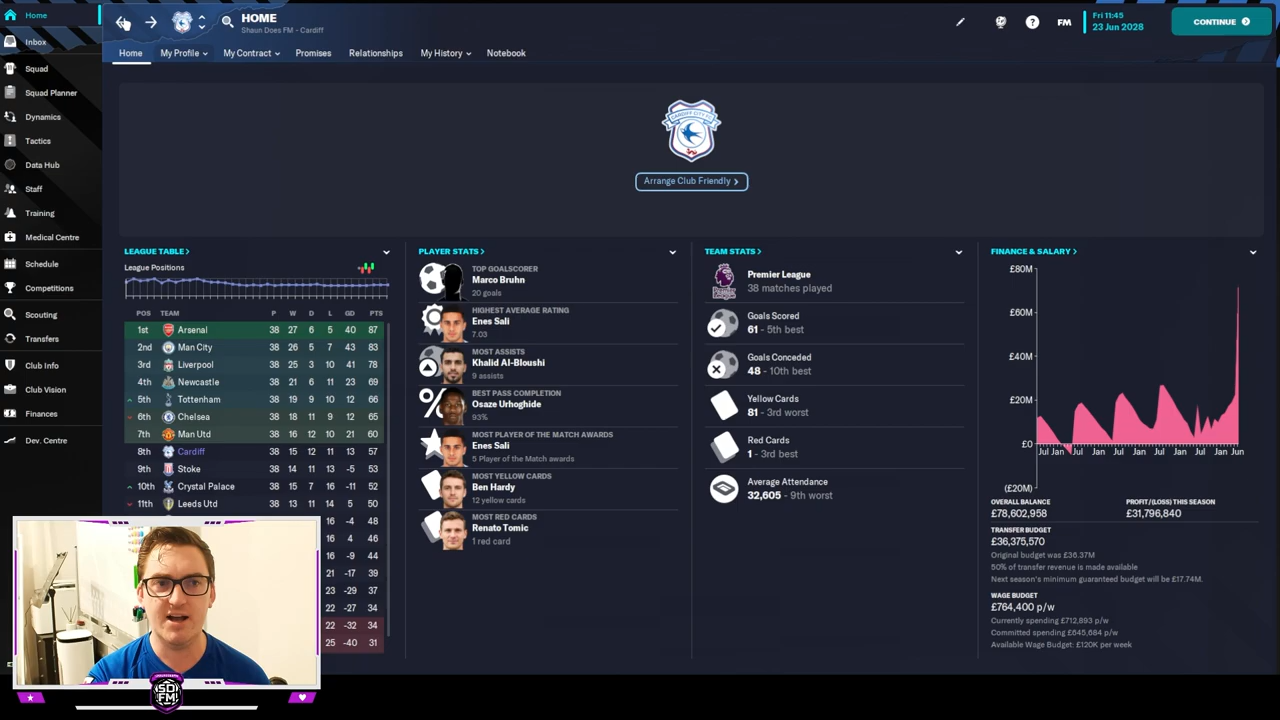 Home
Inbox
Squad
Squad Planner
Dynamics
Tactics
Data Hub
Staff
Training
Medical Centre
Schedule
Competitions
Scouting
Transfers
Club Info
Club Vision
Finances
Dev. Centre
HOME
Shaun Does FM - Cardiff
FM
Fri 11:45
23 Jun 2028
CONTINUE
Home My Profile My Contract Promises Relationships My History Notebook
CARDIFF CITY FC
Arrange Club Friendly >
LEAGUE TABLE >
League Positions
POS TEAM P W D L GD PTS
1st Arsenal 38 27 6 5 40 87
2nd Man City 38 26 5 7 43 83
3rd Liverpool 38 25 3 10 41 78
4th Newcastle 38 21 6 11 23 69
5th Tottenham 38 19 9 10 12 66
6th Chelsea 38 18 11 9 12 65
7th Man Utd 38 16 12 10 21 60
8th Cardiff 38 15 12 11 13 57
9th Stoke 38 14 11 13 -5 53
10th Crystal Palace 38 15 7 16 -11 52
11th Leeds Utd 38 13 11 14 5 50
16 -4 48
16 4 46
16 -9 44
21 -17 39
23 -29 37
22 -27 34
22 -32 34
25 -40 31
PLAYER STATS >
TOP GOALSCORER
Marco Bruhn
20 goals
HIGHEST AVERAGE RATING
Enes Sali
7.03
MOST ASSISTS
Khalid Al-Bloushi
9 assists
BEST PASS COMPLETION
Osaze Urhoghide
93%
MOST PLAYER OF THE MATCH AWARDS
Enes Sali
5 Player of the Match awards
MOST YELLOW CARDS
Ben Hardy
12 yellow cards
MOST RED CARDS
Renato Tomic
1 red card
TEAM STATS >
Premier League
38 matches played
Goals Scored
61 - 5th best
Goals Conceded
48 - 10th best
Yellow Cards
81 - 3rd worst
Red Cards
1 - 3rd best
Average Attendance
32,605 - 9th worst
FINANCE & SALARY >
£80M
£60M
£40M
£20M
£0
(£20M)
Jul Jan Jul Jan Jul Jan Jul Jan Jul Jan Jun
OVERALL BALANCE
£78,602,958
PROFIT/(LOSS) THIS SEASON
£31,796,840
TRANSFER BUDGET
£36,375,570
Original budget was £36.37M
50% of transfer revenue is made available
Next season's minimum guaranteed budget will be £17.74M.
WAGE BUDGET
£764,400 p/w
Currently spending £712,893 p/w
Committed spending £645,684 p/w
Available Wage Budget: £120K per week
SD
FM